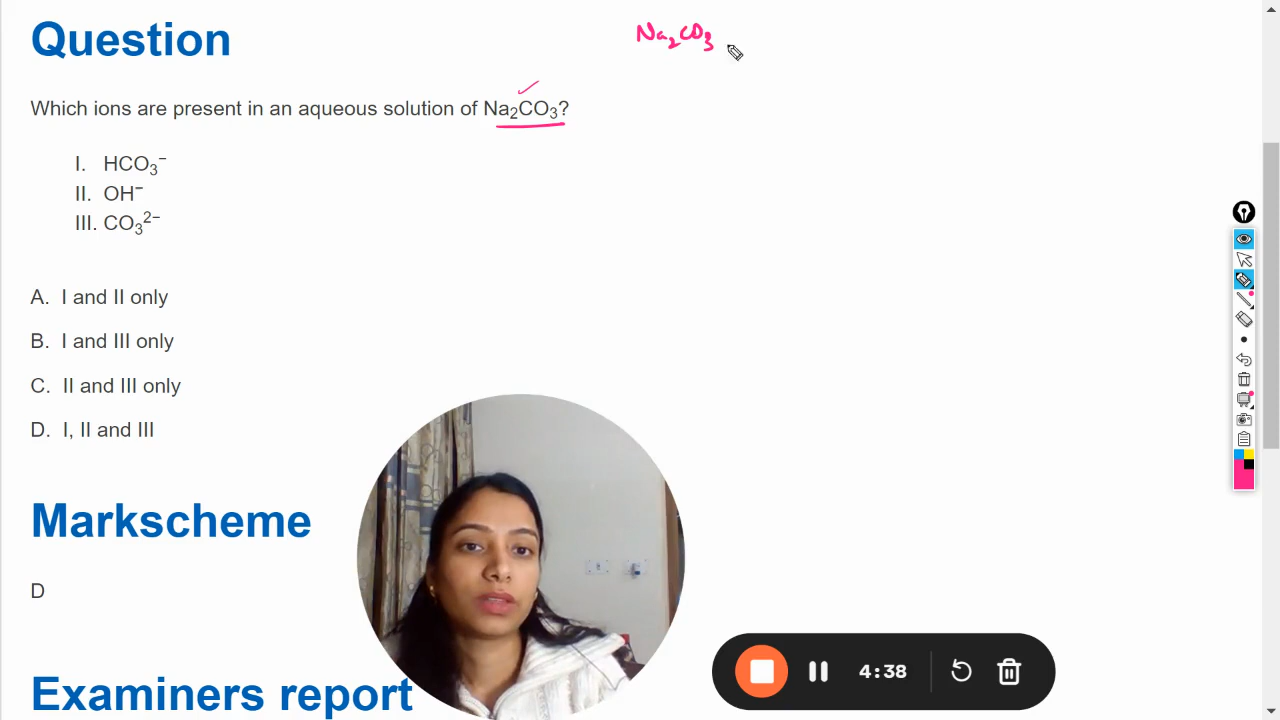 Question
Na₂CO₃
Which ions are present in an aqueous solution of Na₂CO₃?
I. HCO₃⁻
II. OH⁻
III. CO₃²⁻
A. I and II only
B. I and III only
C. II and III only
D. I, II and III
Markscheme
D
4:38
Examiners report